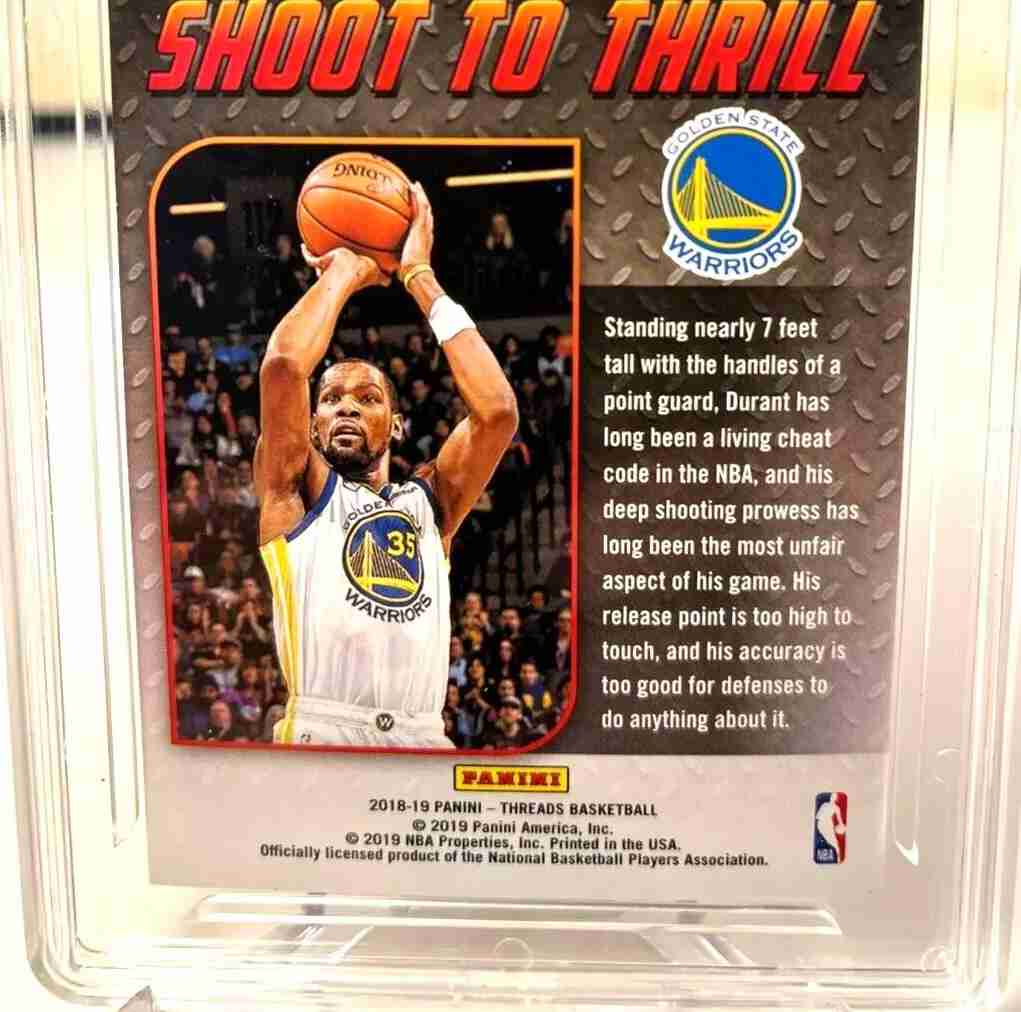 SHOOT TO THRILL
GOLDEN STATE
WARRIORS
Standing nearly 7 feet
tall with the handles of a
point guard, Durant has
long been a living cheat
code in the NBA, and his
deep shooting prowess has
long been the most unfair
aspect of his game. His
release point is too high to
touch, and his accuracy is
too good for defenses to
do anything about it.
35
WARRIORS
W
PANINI
2018-19 PANINI – THREADS BASKETBALL
© 2019 Panini America, Inc.
© 2019 NBA Properties, Inc. Printed in the USA.
Officially licensed product of the National Basketball Players Association.
NBA